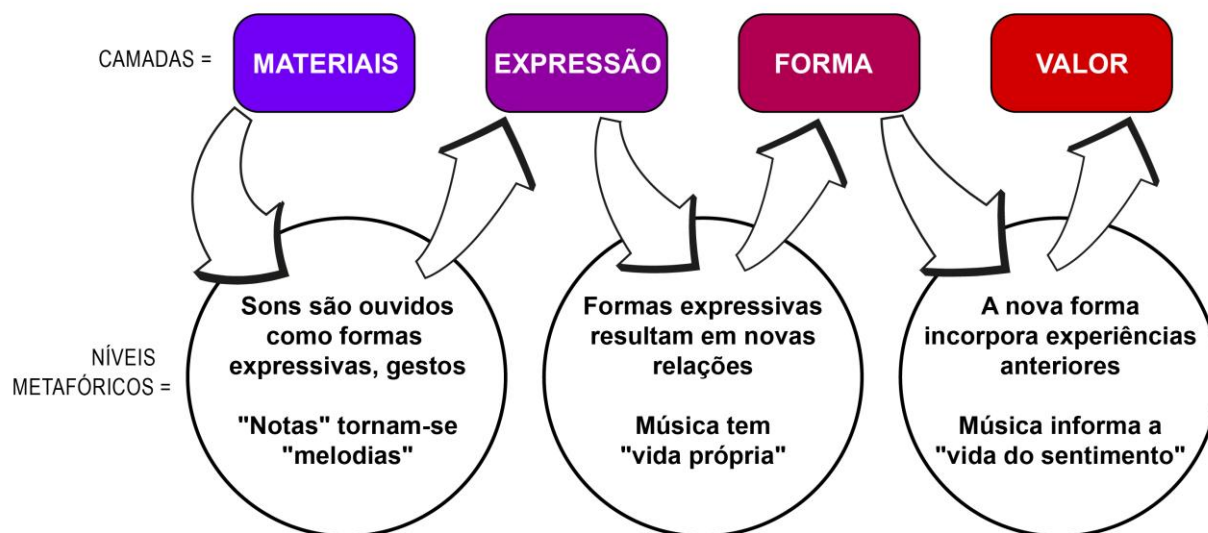 CAMADAS =
MATERIAIS
EXPRESSÃO
FORMA
VALOR
NÍVEIS
METAFÓRICOS =
Sons são ouvidos
como formas
expressivas, gestos
"Notas" tornam-se
"melodias"
Formas expressivas
resultam em novas
relações
Música tem
"vida própria"
A nova forma
incorpora experiências
anteriores
Música informa a
"vida do sentimento"